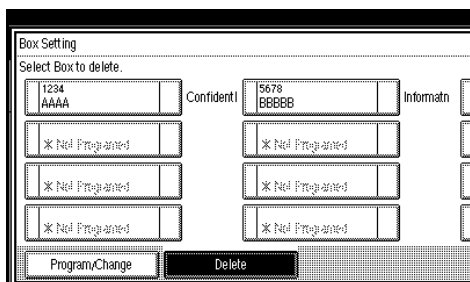 Box Setting
Select Box to delete.
1234
AAAA
Confidentl
5678
BBBBB
Informatn
* Not Programed
* Not Programed
* Not Programed
* Not Programed
* Not Programed
* Not Programed
Program/Change
Delete